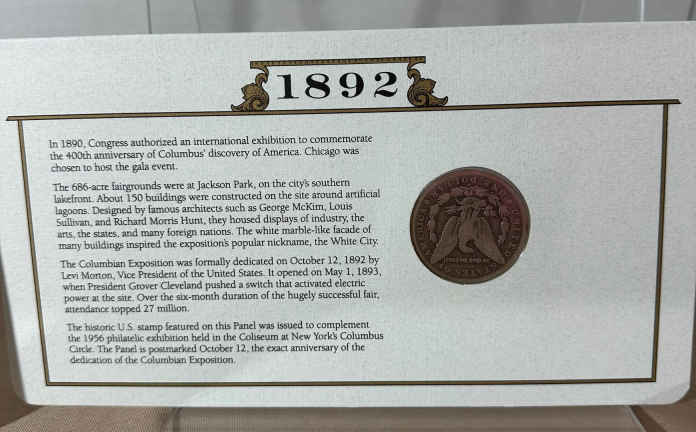 1892
In 1890, Congress authorized an international exhibition to commemorate
the 400th anniversary of Columbus' discovery of America. Chicago was
chosen to host the gala event.
The 686-acre fairgrounds were at Jackson Park, on the city's southern
lakefront. About 150 buildings were constructed on the site around artificial
lagoons. Designed by famous architects such as George McKim, Louis
Sullivan, and Richard Morris Hunt, they housed displays of industry, the
arts, the states, and many foreign nations. The white marble-like facade of
many buildings inspired the exposition's popular nickname, the White City.
The Columbian Exposition was formally dedicated on October 12, 1892 by
Levi Morton, Vice President of the United States. It opened on May 1, 1893,
when President Grover Cleveland pushed a switch that activated electric
power at the site. Over the six-month duration of the hugely successful fair,
attendance topped 27 million.
The historic U.S. stamp featured on this Panel was issued to complement
the 1956 philatelic exhibition held in the Coliseum at New York's Columbus
Circle. The Panel is postmarked October 12, the exact anniversary of the
dedication of the Columbian Exposition.